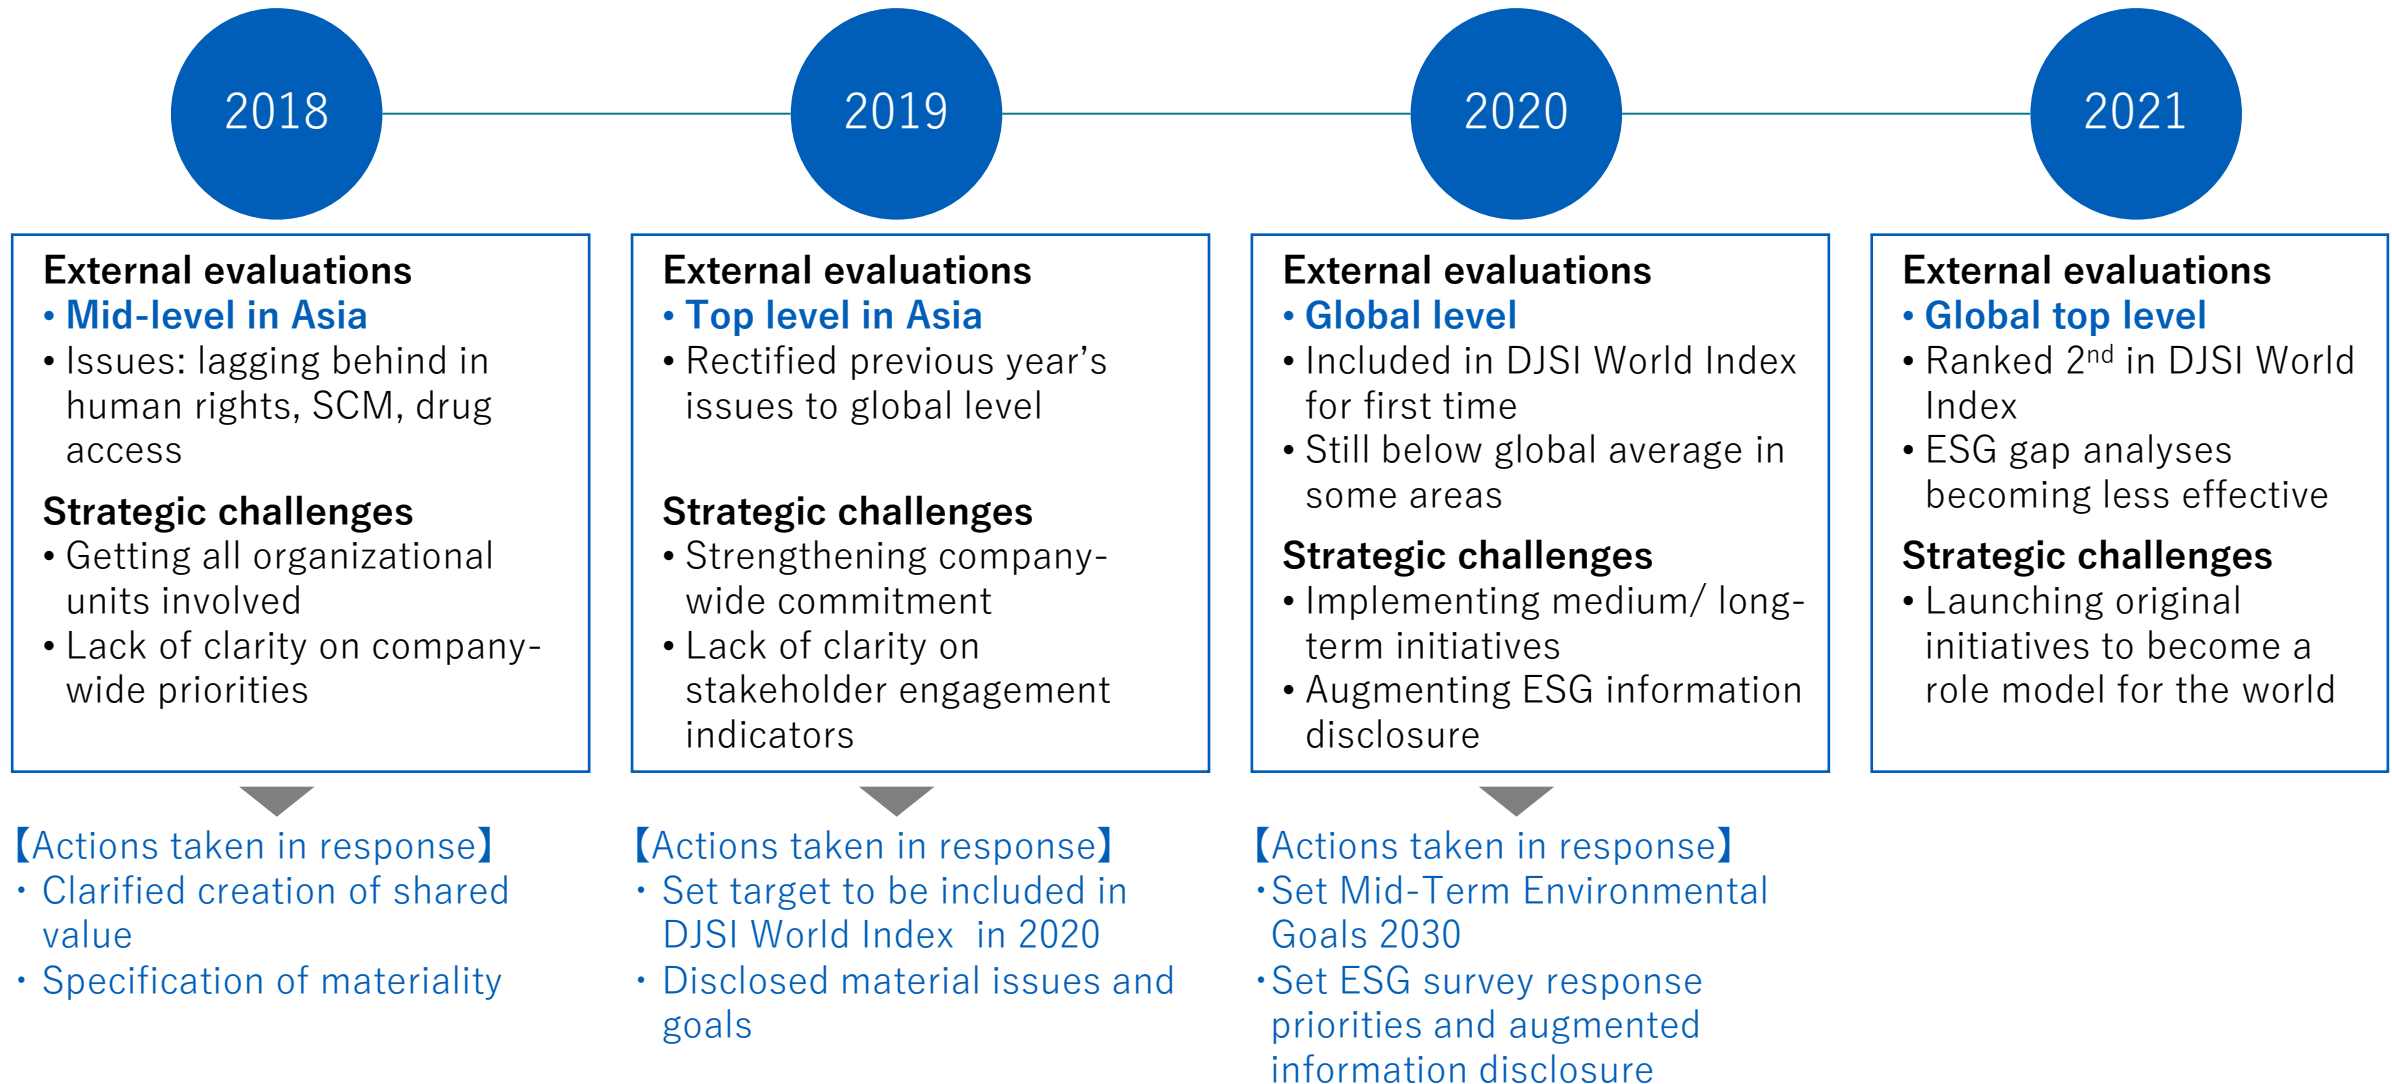 2018
2019
2020
2021
External evaluations
• Mid-level in Asia
• Issues: lagging behind in
human rights, SCM, drug
access
Strategic challenges
• Getting all organizational
units involved
• Lack of clarity on company-
wide priorities
External evaluations
• Top level in Asia
• Rectified previous year’s
issues to global level
Strategic challenges
• Strengthening company-
wide commitment
• Lack of clarity on
stakeholder engagement
indicators
External evaluations
• Global level
• Included in DJSI World Index
for first time
• Still below global average in
some areas
Strategic challenges
• Implementing medium/ long-
term initiatives
• Augmenting ESG information
disclosure
External evaluations
• Global top level
• Ranked 2nd in DJSI World
Index
• ESG gap analyses
becoming less effective
Strategic challenges
• Launching original
initiatives to become a
role model for the world
【Actions taken in response】
・ Clarified creation of shared
value
・ Specification of materiality
【Actions taken in response】
・ Set target to be included in
DJSI World Index  in 2020
・ Disclosed material issues and
goals
【Actions taken in response】
・Set Mid-Term Environmental
Goals 2030
・Set ESG survey response
priorities and augmented
information disclosure